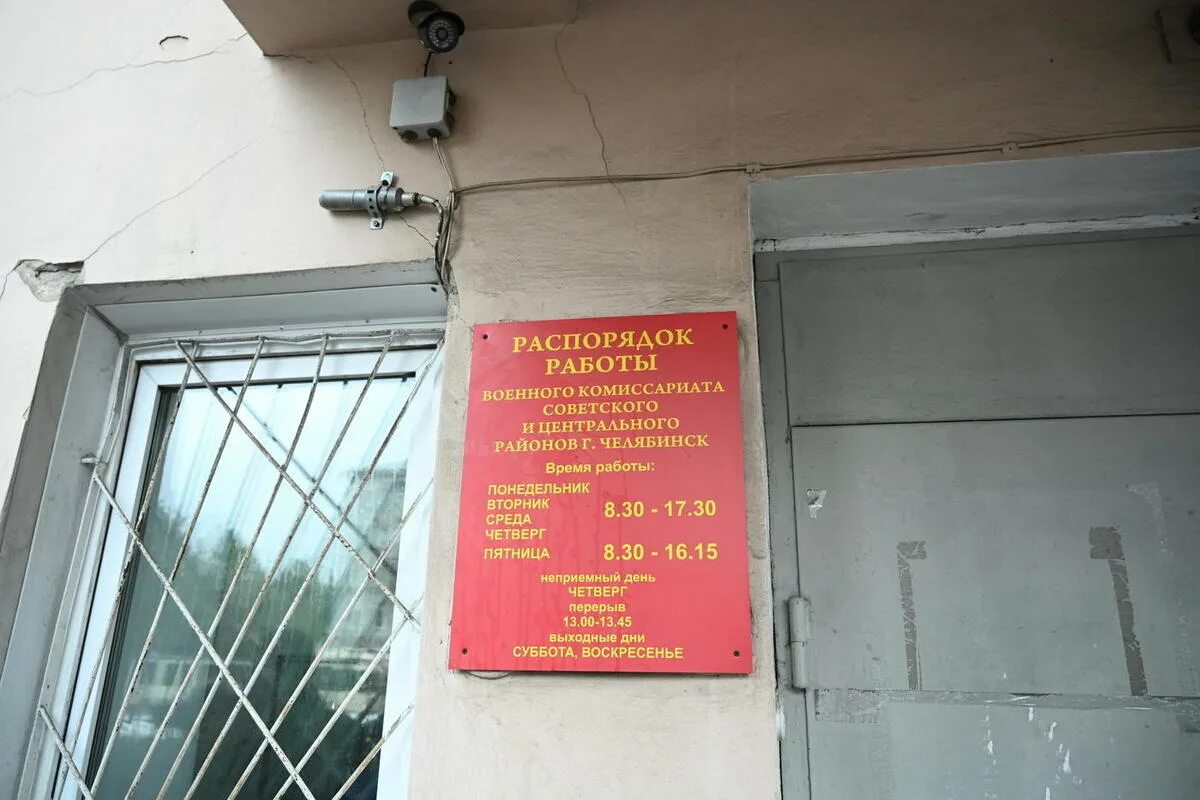 РАСПОРЯДОК
РАБОТЫ
ВОЕННОГО КОМИССАРИАТА
СОВЕТСКОГО
И ЦЕНТРАЛЬНОГО
РАЙОНОВ Г. ЧЕЛЯБИНСК
Время работы:
ПОНЕДЕЛЬНИК
ВТОРНИК 8.30 - 17.30
СРЕДА
ЧЕТВЕРГ
ПЯТНИЦА 8.30 - 16.15
неприемный день
ЧЕТВЕРГ
перерыв
13.00-13.45
выходные дни
СУББОТА, ВОСКРЕСЕНЬЕ